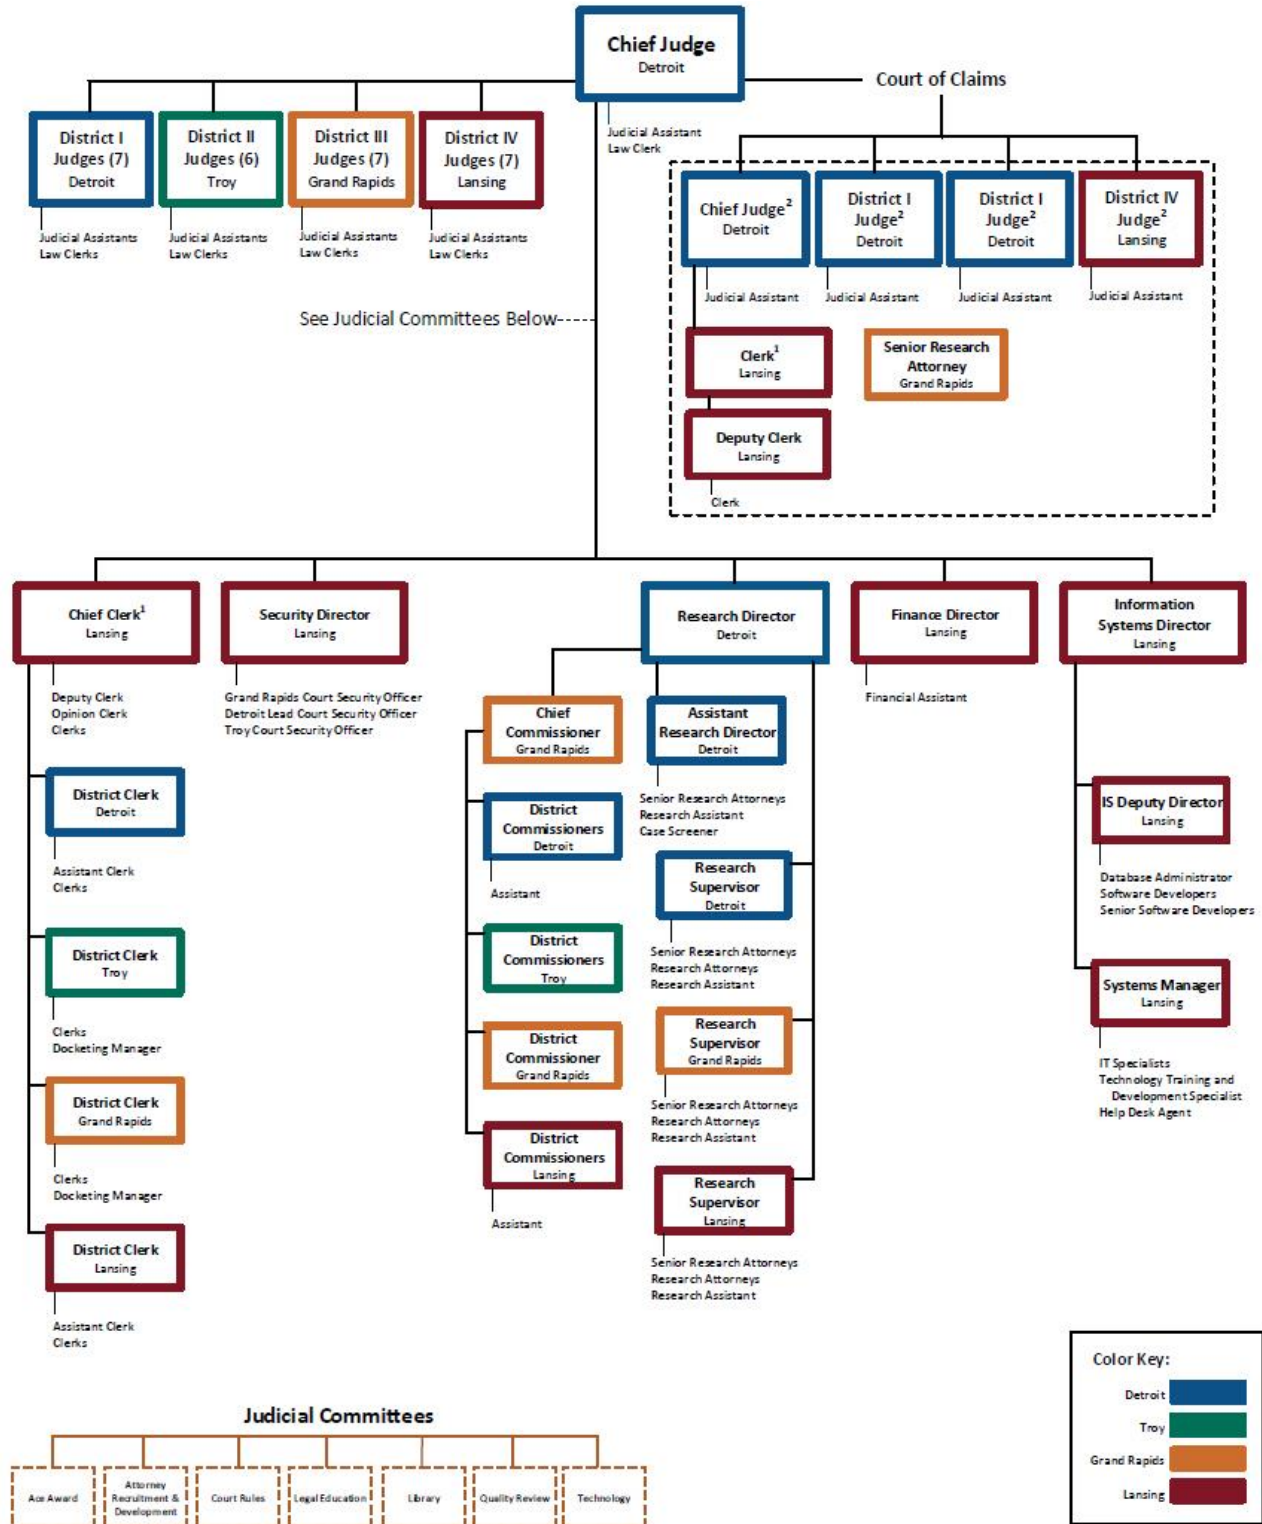 Chief Judge
Detroit
Court of Claims
Judicial Assistant
Law Clerk
District I
Judges (7)
Detroit
District II
Judges (6)
Troy
District III
Judges (7)
Grand Rapids
District IV
Judges (7)
Lansing
Judicial Assistants
Law Clerks
Judicial Assistants
Law Clerks
Judicial Assistants
Law Clerks
Judicial Assistants
Law Clerks
Chief Judge²
Detroit
District I
Judge²
Detroit
District I
Judge²
Detroit
District IV
Judge²
Lansing
Judicial Assistant
Judicial Assistant
Judicial Assistant
Judicial Assistant
See Judicial Committees Below
Clerk¹
Lansing
Senior Research
Attorney
Grand Rapids
Deputy Clerk
Lansing
Clerk
Chief Clerk¹
Lansing
Deputy Clerk
Opinion Clerk
Clerks
District Clerk
Detroit
Assistant Clerk
Clerks
District Clerk
Troy
Clerks
Docketing Manager
District Clerk
Grand Rapids
Clerks
Docketing Manager
District Clerk
Lansing
Assistant Clerk
Clerks
Security Director
Lansing
Grand Rapids Court Security Officer
Detroit Lead Court Security Officer
Troy Court Security Officer
Research Director
Detroit
Chief
Commissioner
Grand Rapids
District
Commissioners
Detroit
Assistant
District
Commissioners
Troy
District
Commissioner
Grand Rapids
District
Commissioners
Lansing
Assistant
Assistant
Research Director
Detroit
Senior Research Attorneys
Research Assistant
Case Screener
Research
Supervisor
Detroit
Senior Research Attorneys
Research Attorneys
Research Assistant
Research
Supervisor
Grand Rapids
Senior Research Attorneys
Research Attorneys
Research Assistant
Research
Supervisor
Lansing
Senior Research Attorneys
Research Attorneys
Research Assistant
Finance Director
Lansing
Financial Assistant
Information
Systems Director
Lansing
IS Deputy Director
Lansing
Database Administrator
Software Developers
Senior Software Developers
Systems Manager
Lansing
IT Specialists
Technology Training and
Development Specialist
Help Desk Agent
Color Key:
Detroit
Troy
Grand Rapids
Lansing
Judicial Committees
Ace Award
Attorney
Recruitment &
Development
Court Rules
Legal Education
Library
Quality Review
Technology